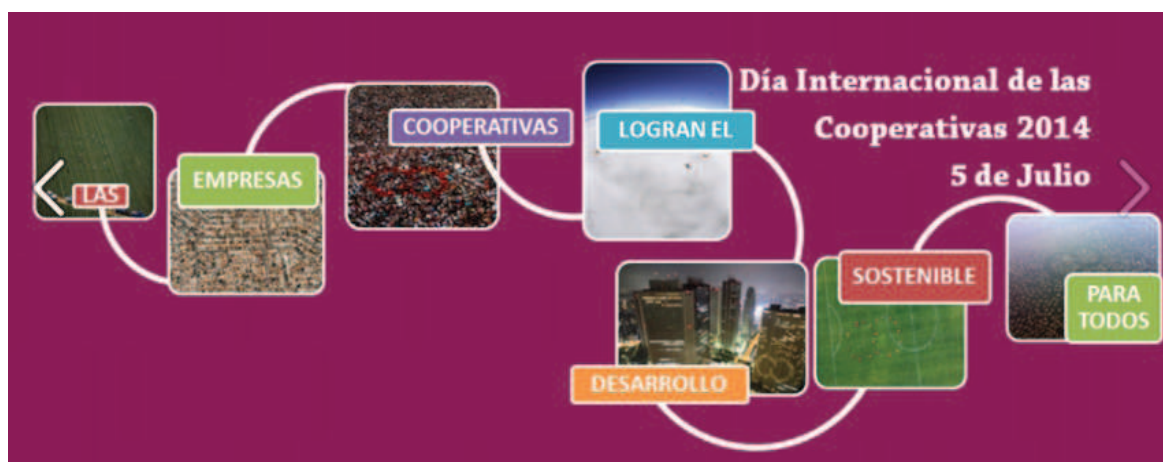 Día Internacional de las
Cooperativas 2014
5 de Julio
LAS
EMPRESAS
COOPERATIVAS
LOGRAN EL
DESARROLLO
SOSTENIBLE
PARA
TODOS